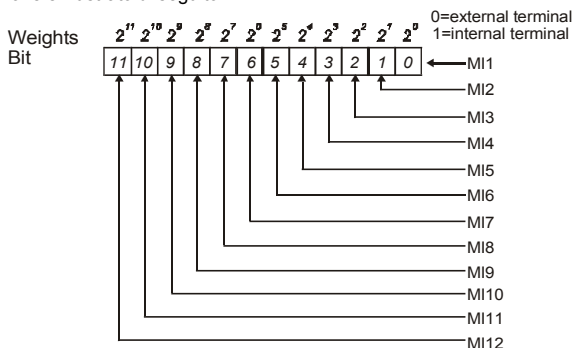 0=external terminal
1=internal terminal
Weights 2¹¹ 2¹⁰ 2⁹ 2⁸ 2⁷ 2⁶ 2⁵ 2⁴ 2³ 2² 2¹ 2⁰
Bit 11 10 9 8 7 6 5 4 3 2 1 0
MI1
MI2
MI3
MI4
MI5
MI6
MI7
MI8
MI9
MI10
MI11
MI12